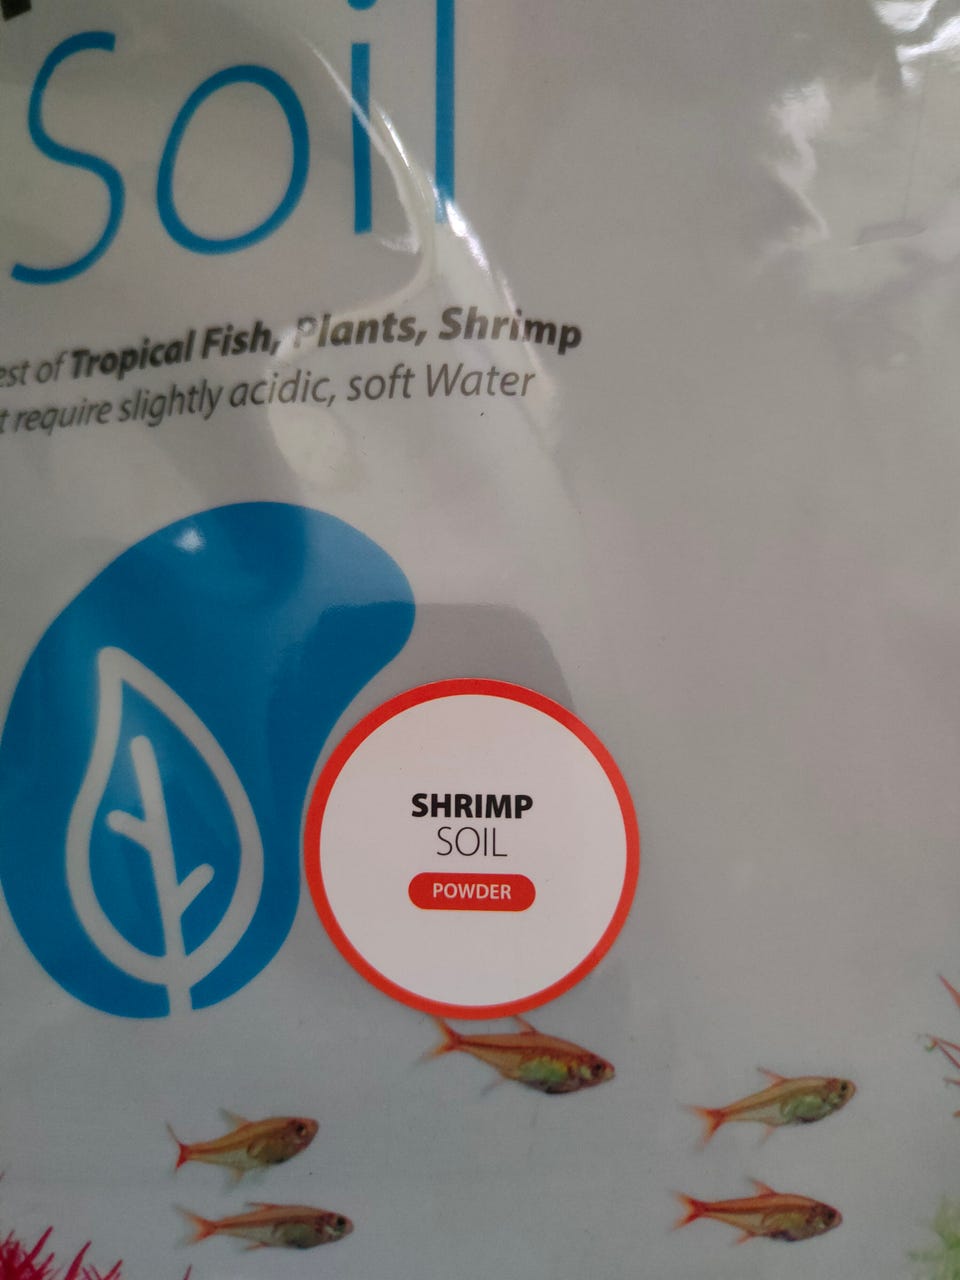 Soil
est of Tropical Fish, Plants, Shrimp
t require slightly acidic, soft Water
SHRIMP
SOIL
POWDER